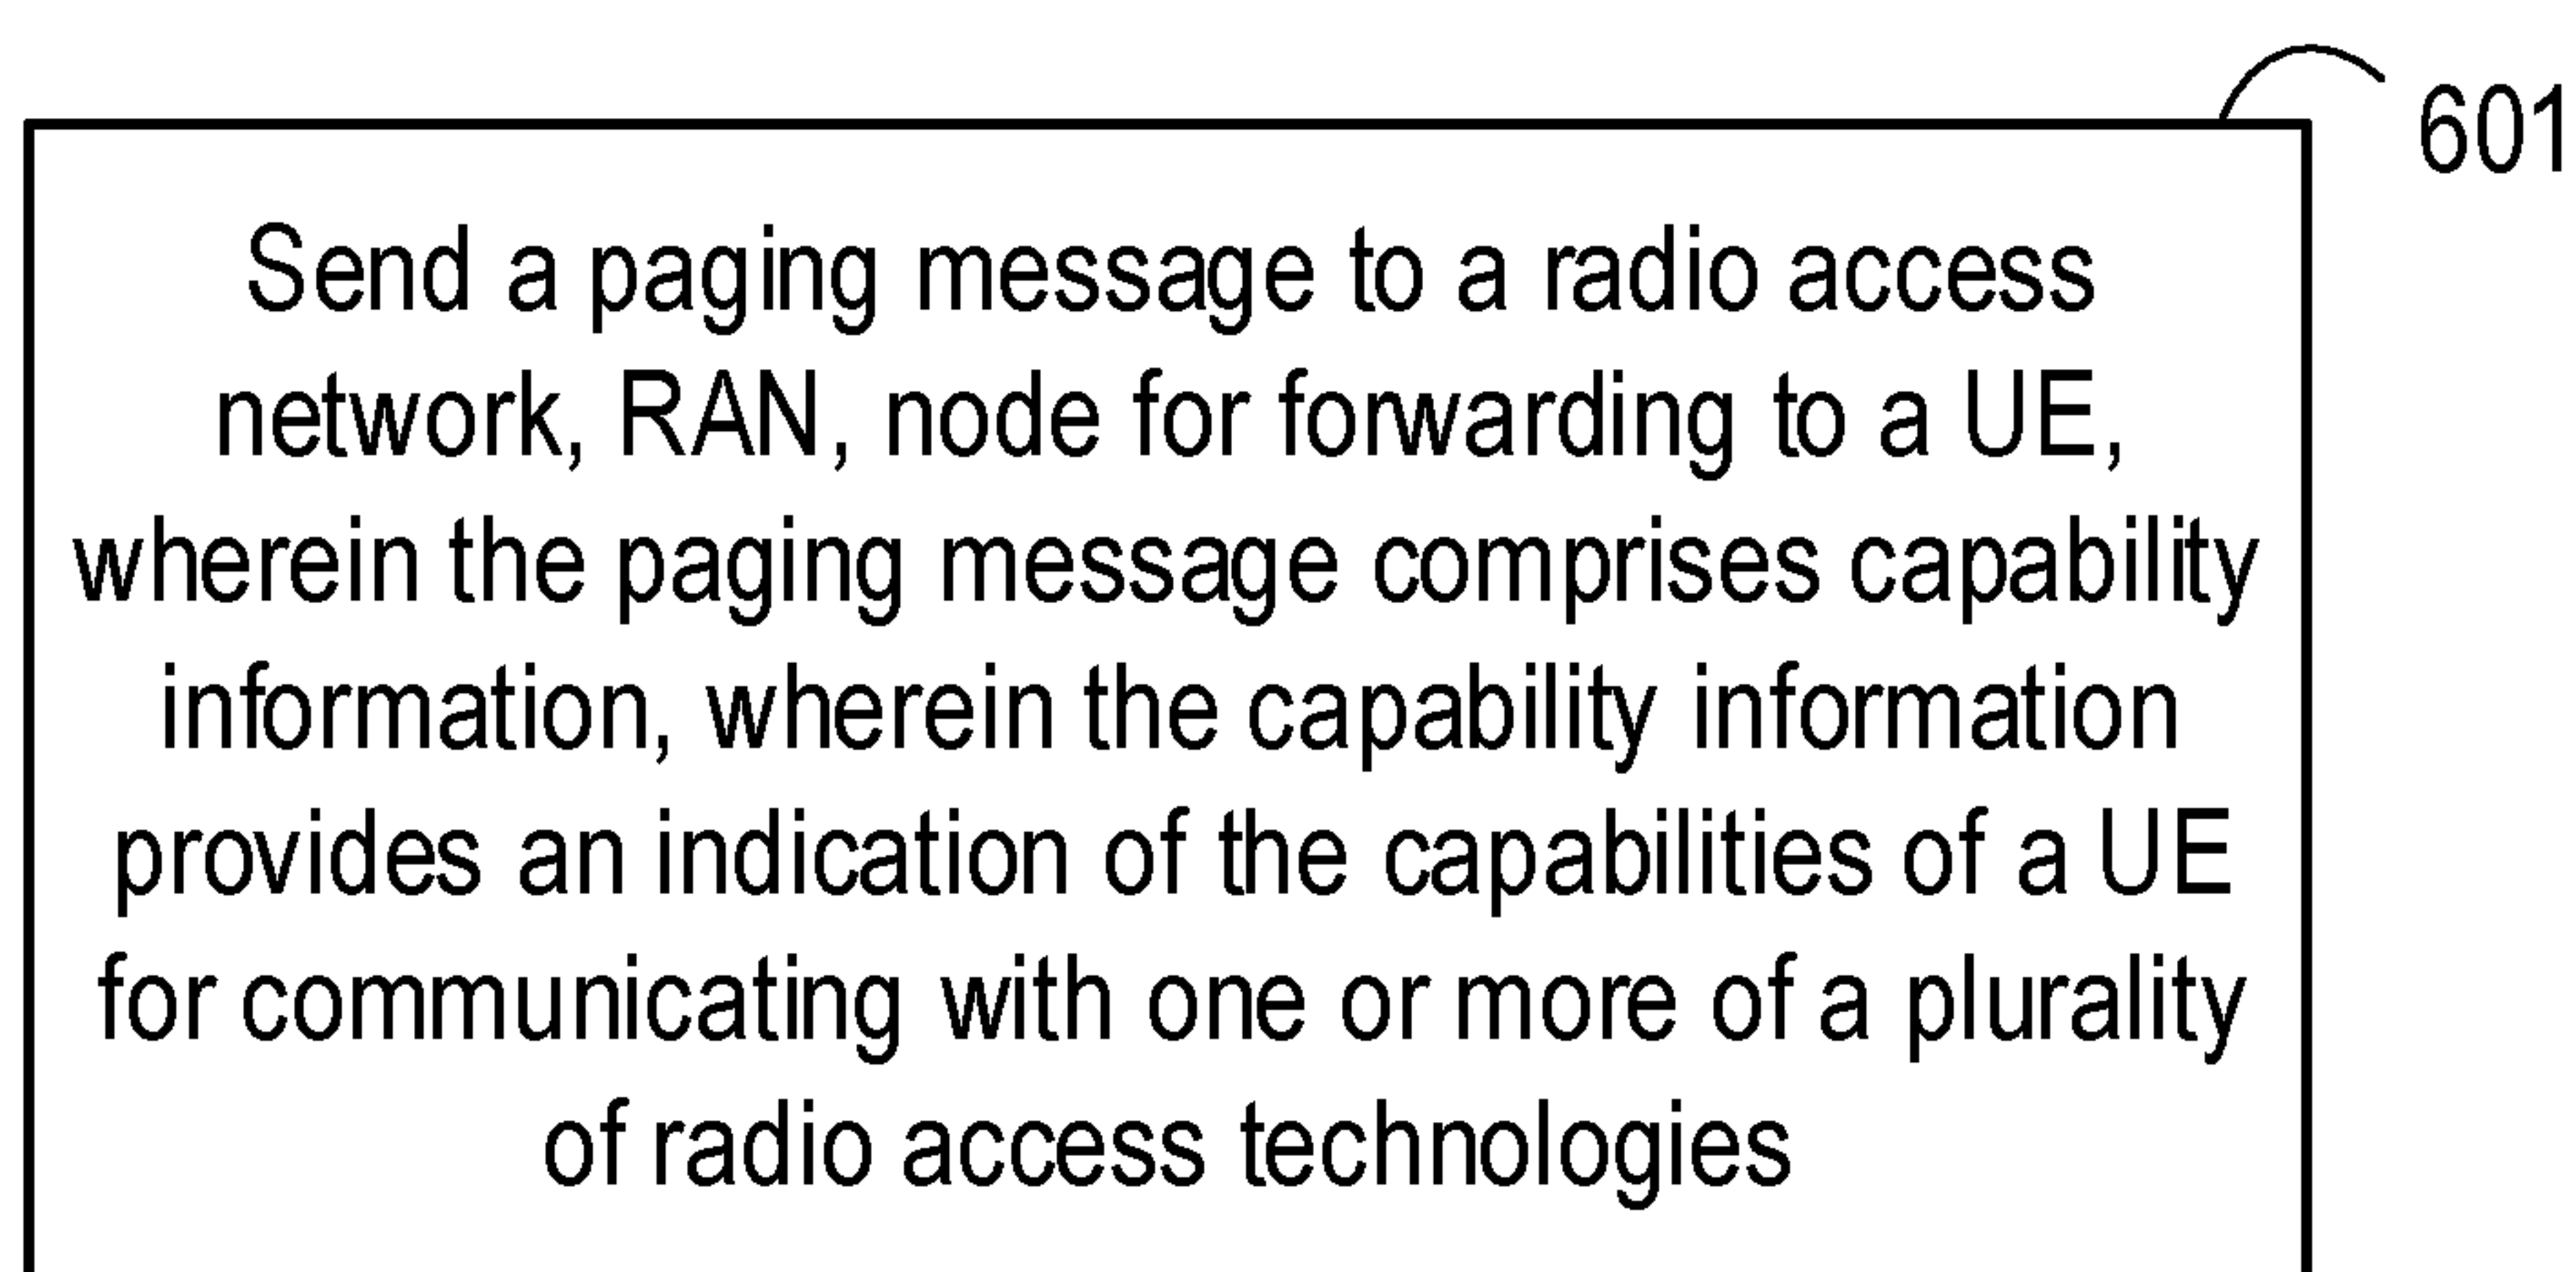 601
Send a paging message to a radio access
network, RAN, node for forwarding to a UE,
wherein the paging message comprises capability
information, wherein the capability information
provides an indication of the capabilities of a UE
for communicating with one or more of a plurality
of radio access technologies